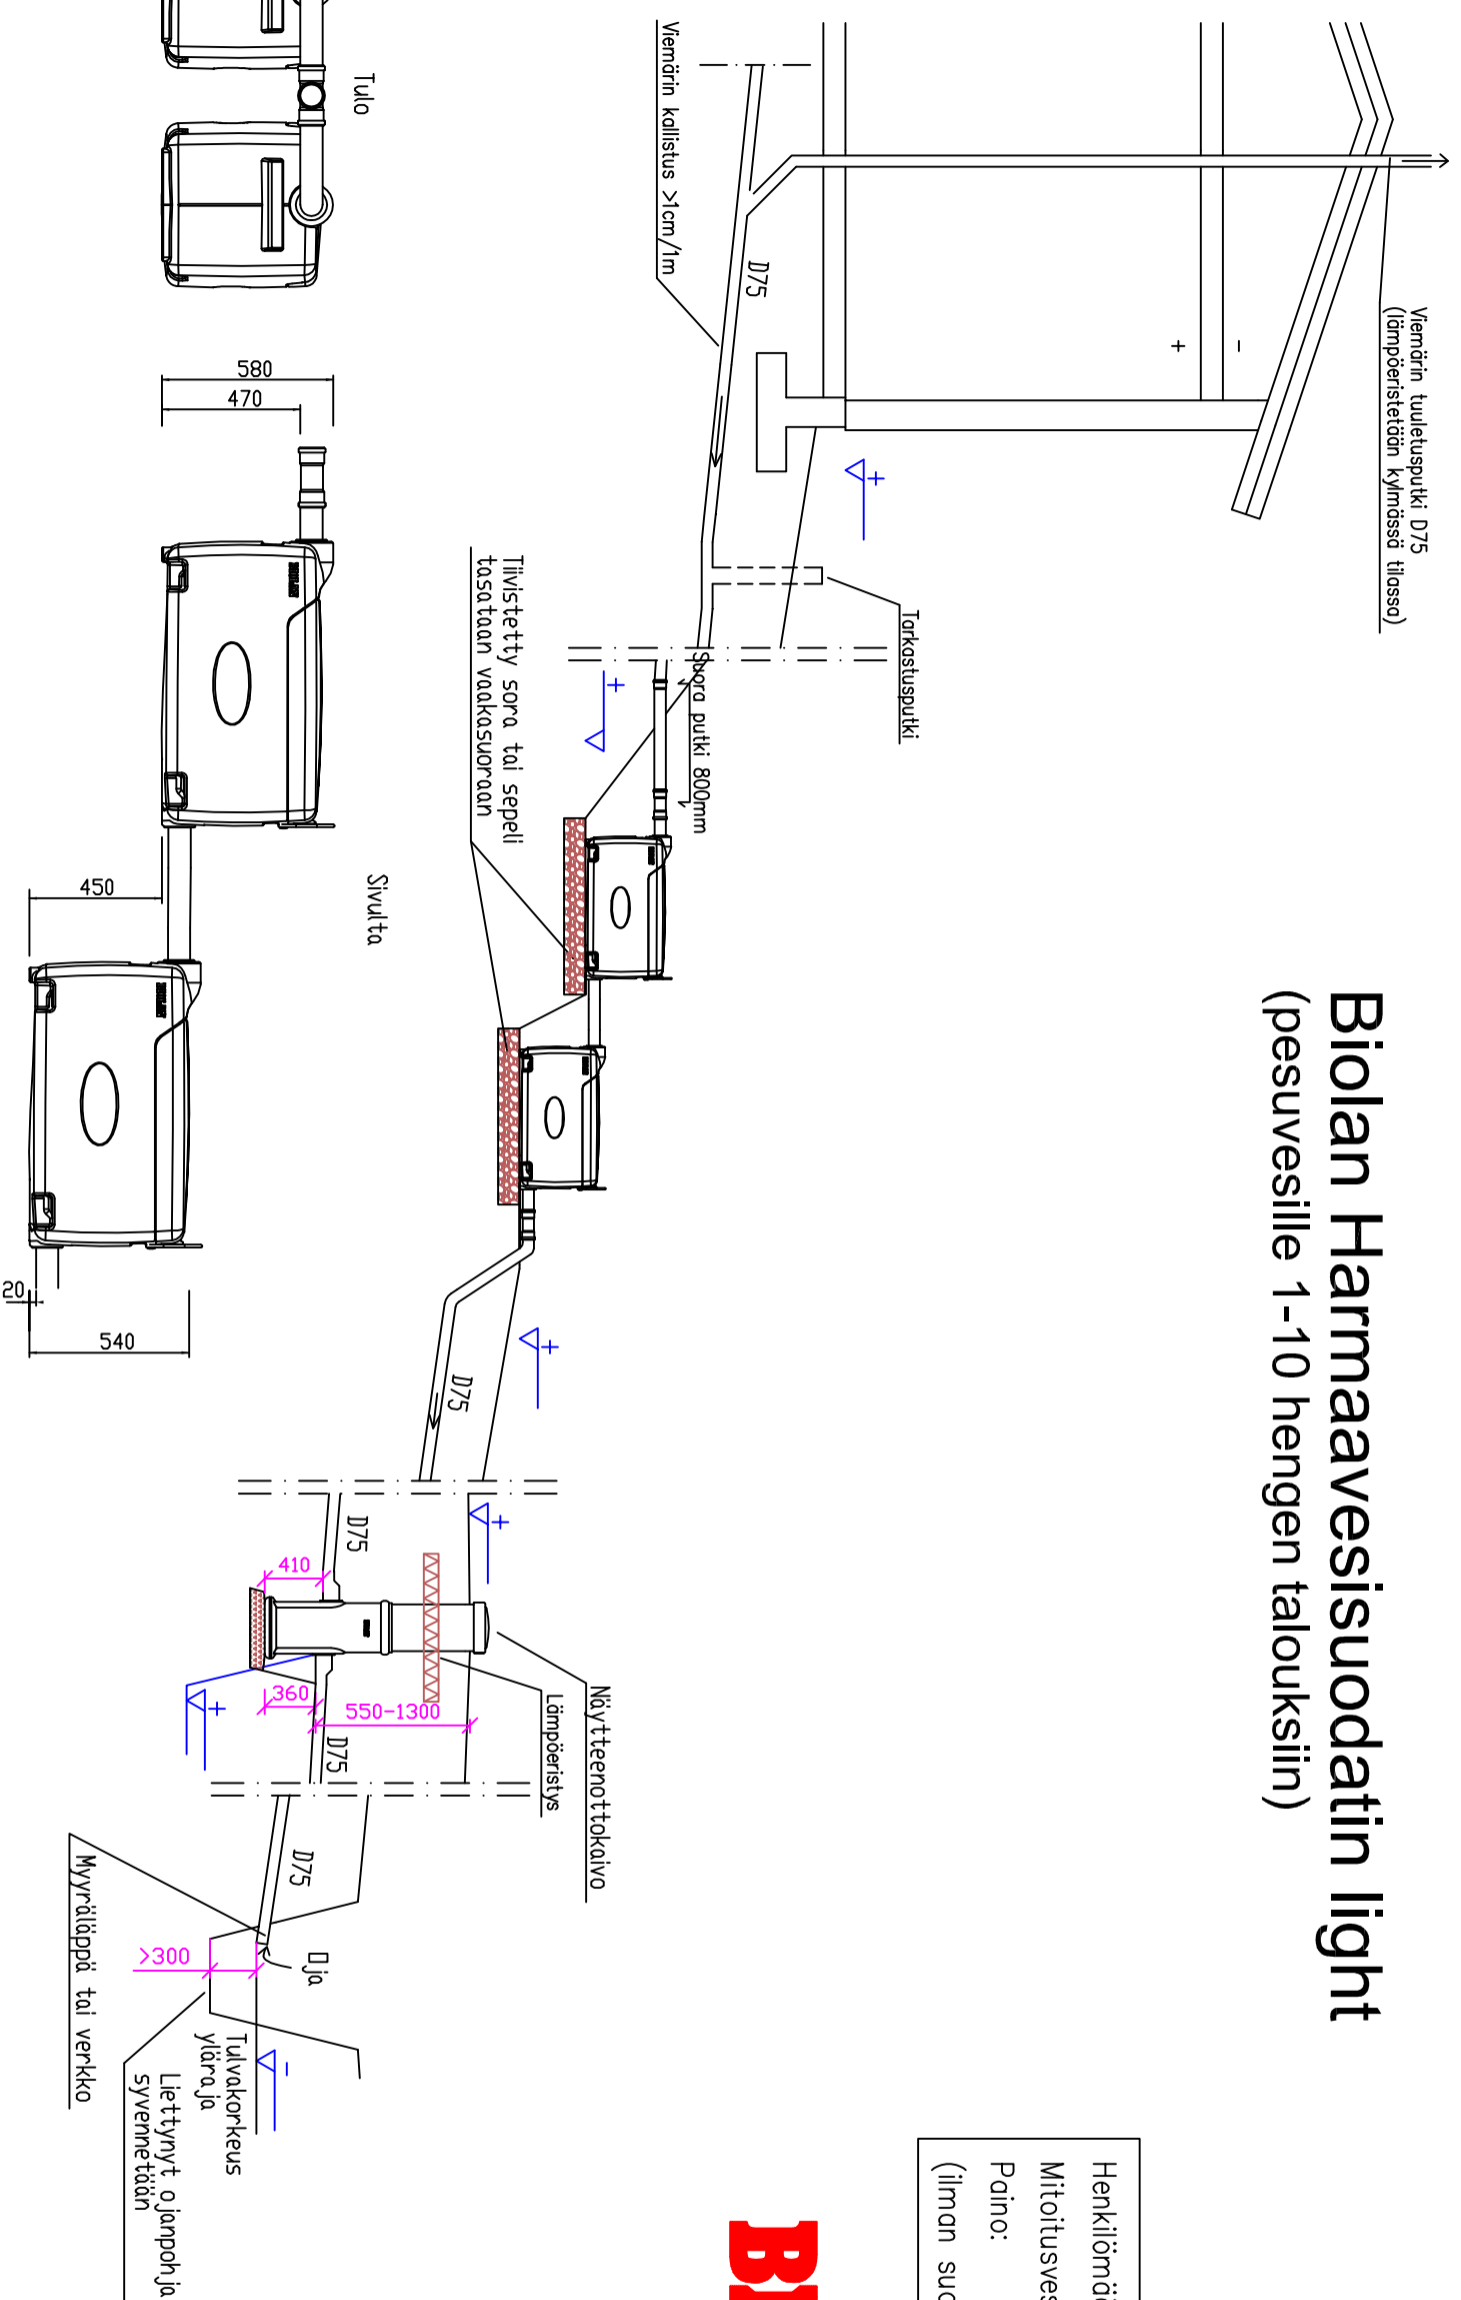 Biolan Harmaavesisuodatin light
(pesuvesille 1-10 hengen talouksiin)
Viemärin tuuletusputki D75
(lämpöeristetään kylmässä tilassa)
-
+
Viemärin kallistus >1cm/1m
D75
+
Tarkastusputki
Suora putki 800mm
+
Tiivistetty sora tai sepeli
tasataan vaakasuoraan
+
D75
+
D75
410
Näytteenottokaivo
Lämpöeristys
360
550-1300
+
D75
D75
Oja
>300
Myyräläppä tai verkko
-
Tulvakorkeus
yläraja
Liettynyt ojanpohja
syvennetään
Tulo
580
470
Sivulta
450
20
540
Paino:
(ilman